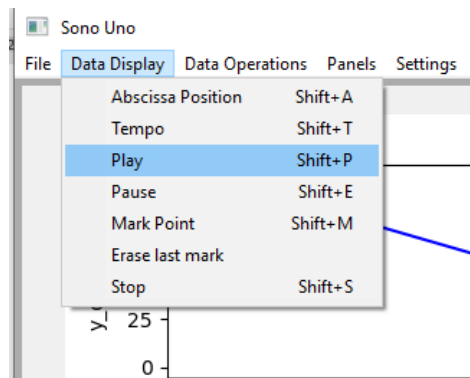 Sono Uno
File Data Display Data Operations Panels Settings
Abscissa Position Shift+A
Tempo Shift+T
Play Shift+P
Pause Shift+E
Mark Point Shift+M
Erase last mark
Stop Shift+S
25
0